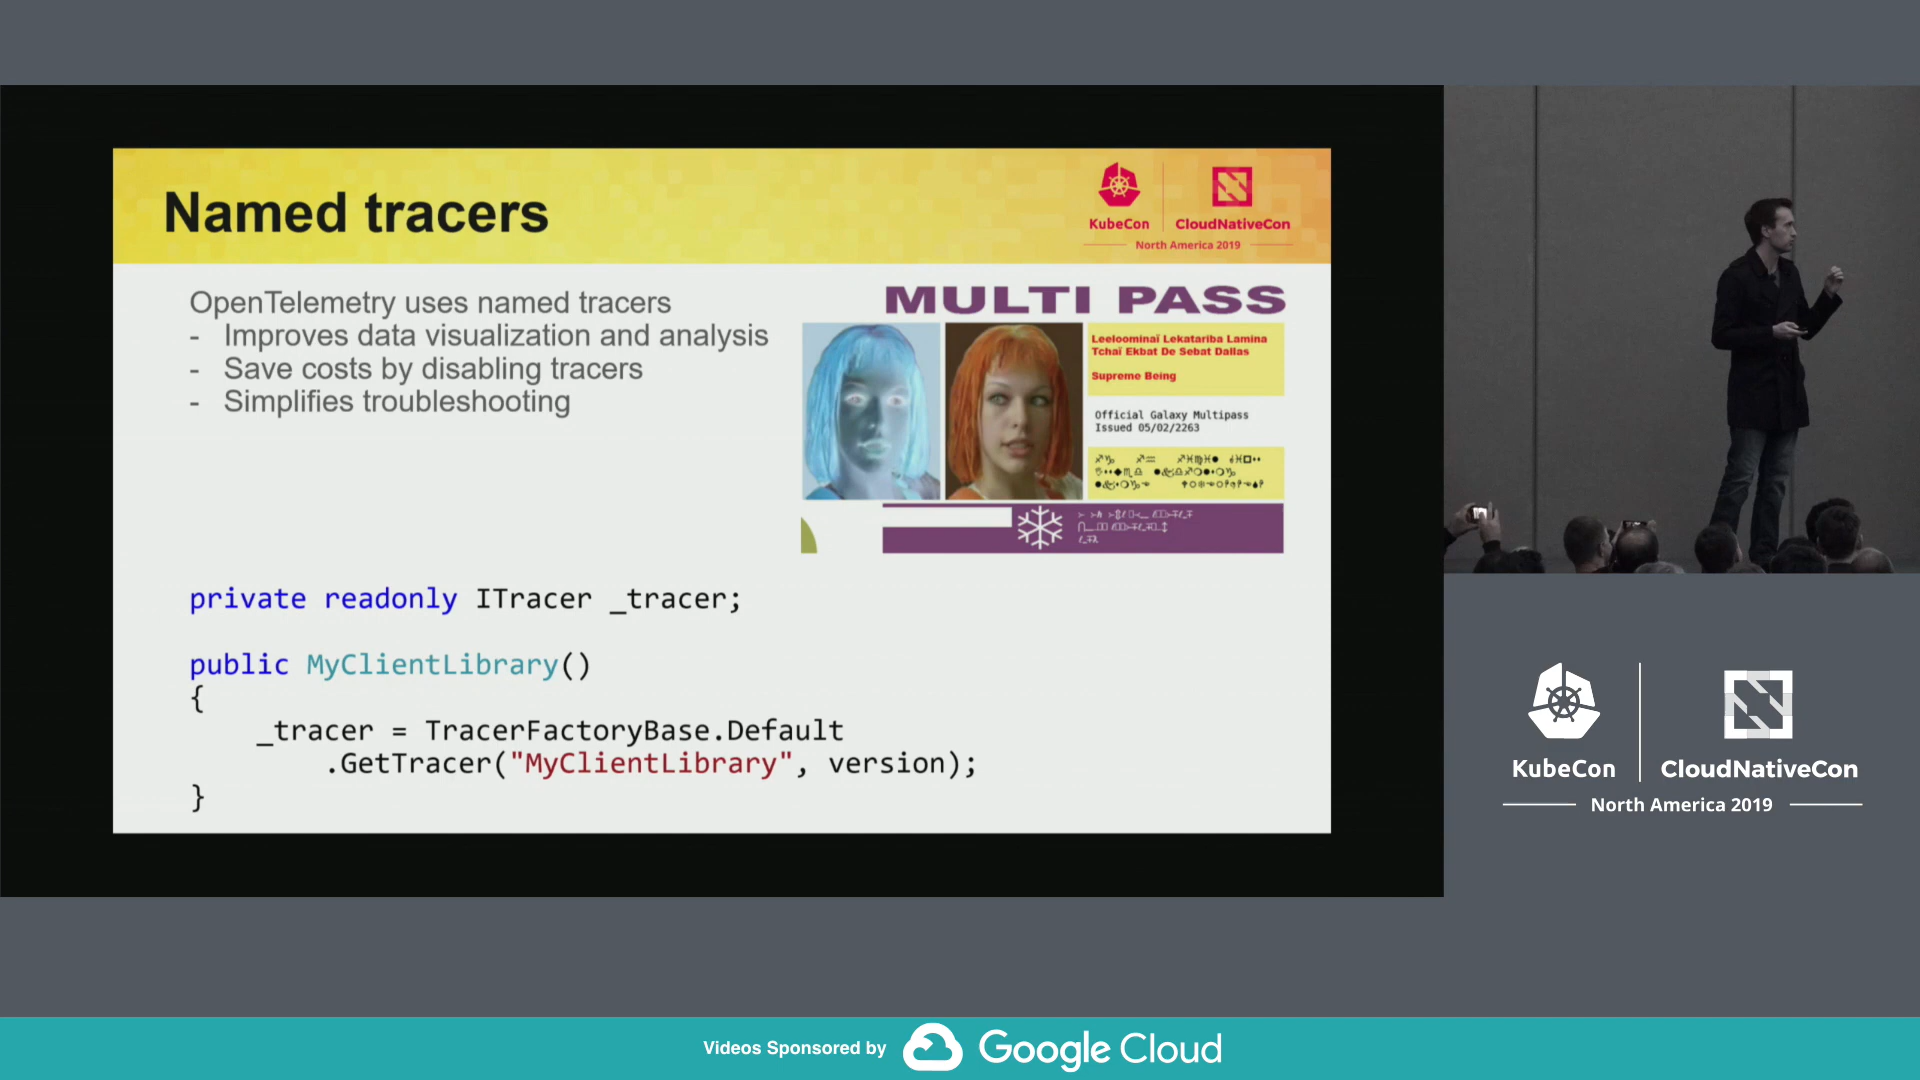 Named tracers
KubeCon
CloudNativeCon
North America 2019
OpenTelemetry uses named tracers
- Improves data visualization and analysis
- Save costs by disabling tracers
- Simplifies troubleshooting
MULTI PASS
Leeloominaï Lekatariba Lamina
Tchaï Ekbat De Sebat Dallas
Supreme Being
Official Galaxy Multipass
Issued 05/02/2263
private readonly ITracer _tracer;
public MyClientLibrary()
{
_tracer = TracerFactoryBase.Default
.GetTracer("MyClientLibrary", version);
}
KubeCon
CloudNativeCon
North America 2019
Videos Sponsored by Google Cloud